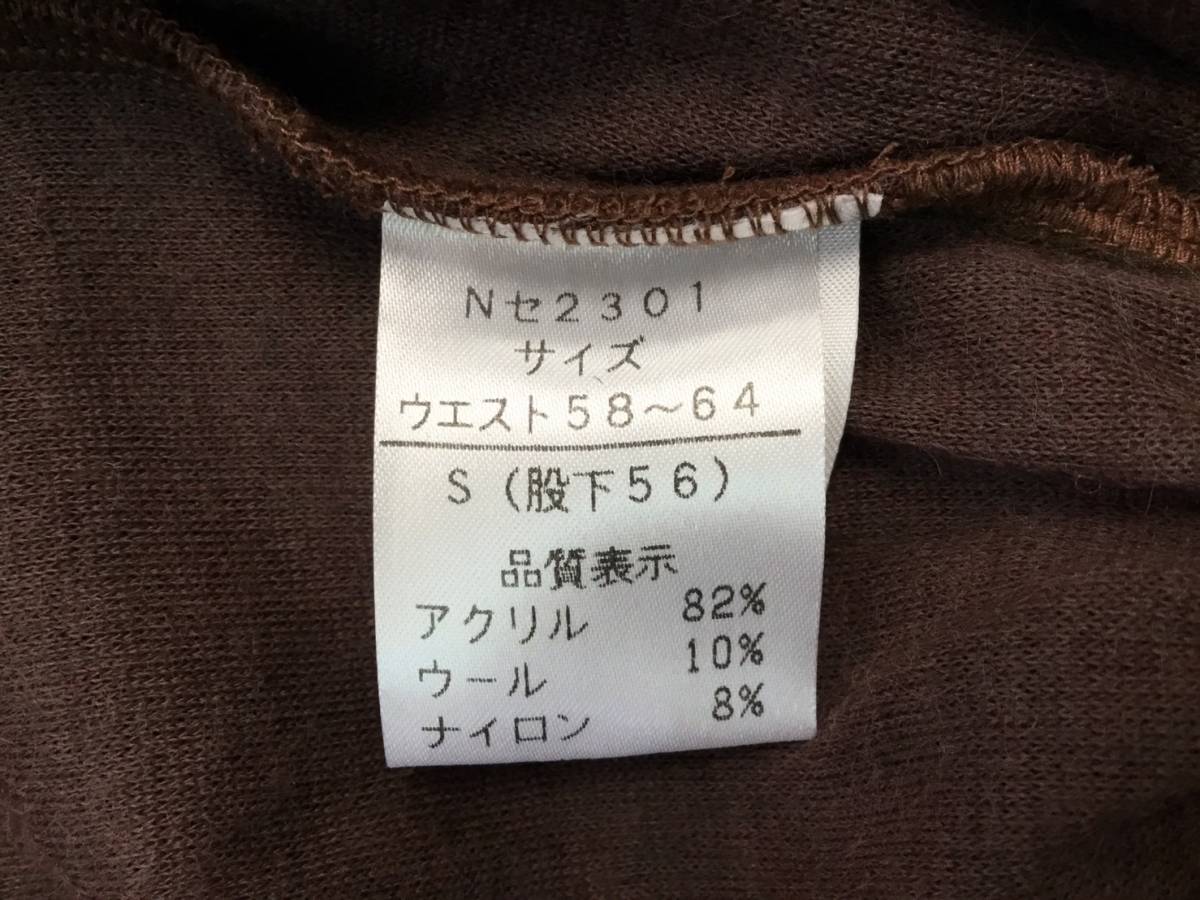 Nセ2301
サイズ
ウエスト58～64
S(股下56)
品質表示
アクリル 82%
ウール 10%
ナイロン 8%